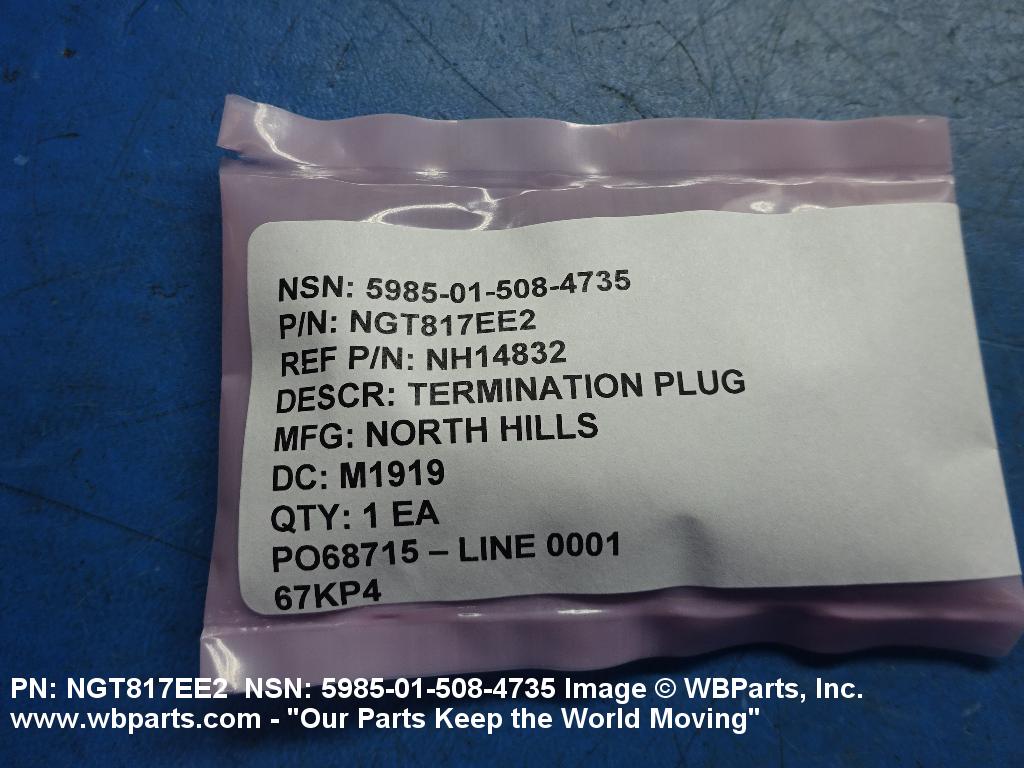 NSN: 5985-01-508-4735
P/N: NGT817EE2
REF P/N: NH14832
DESCR: TERMINATION PLUG
MFG: NORTH HILLS
DC: M1919
QTY: 1 EA
PO68715 – LINE 0001
67KP4
PN: NGT817EE2 NSN: 5985-01-508-4735 Image © WBParts, Inc.
www.wbparts.com - "Our Parts Keep the World Moving"